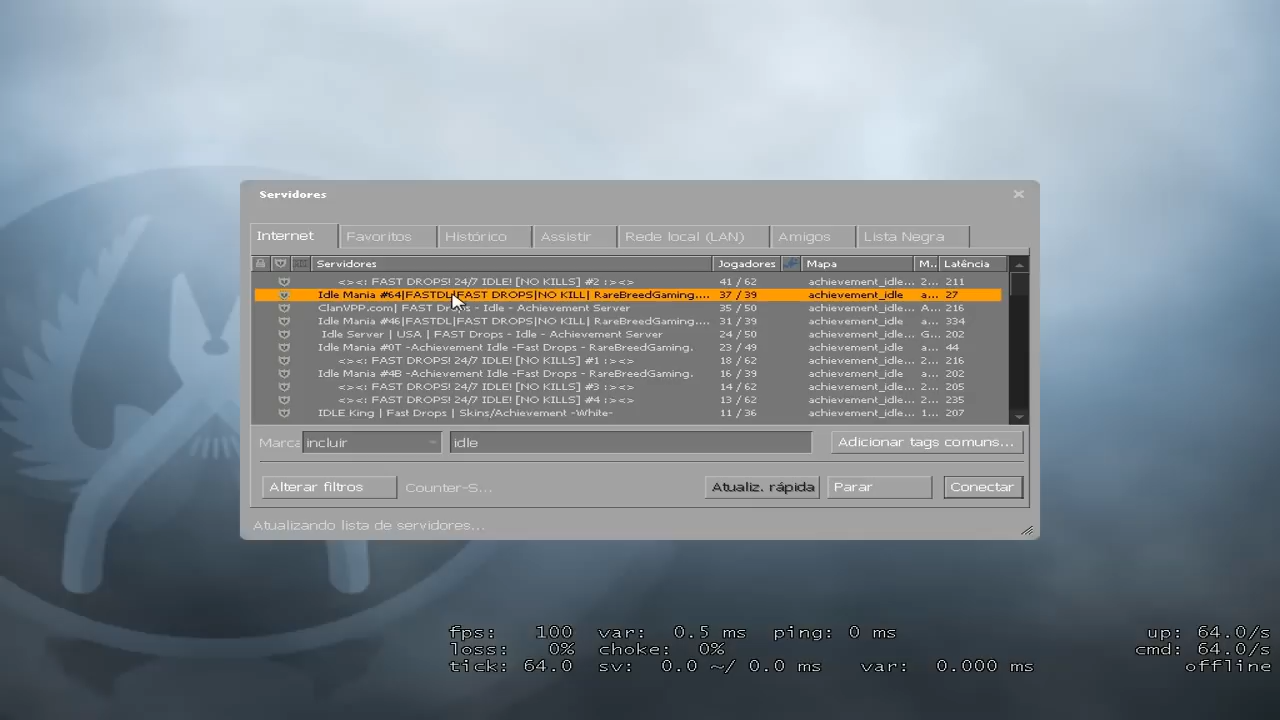 Servidores
Internet Favoritos Histórico Assistir Rede local (LAN) Amigos Lista Negra
Servidores Jogadores Mapa M.. Latência
<><: FAST DROPS! 24/7 IDLE! [NO KILLS] #2 :><> 41 / 62 achievement_idle... 2... 211
Idle Mania #64|FASTDL|FAST DROPS|NO KILL| RareBreedGaming.... 37 / 39 achievement_idle a... 27
ClanVPP.com| FAST Drops - Idle - Achievement Server 35 / 50 achievement_idle... A... 216
Idle Mania #46|FASTDL|FAST DROPS|NO KILL| RareBreedGaming.... 31 / 39 achievement_idle a... 334
Idle Server | USA | FAST Drops - Idle - Achievement Server 24 / 50 achievement_idle... G... 202
Idle Mania #0T -Achievement Idle -Fast Drops - RareBreedGaming. 23 / 49 achievement_idle a... 44
<><: FAST DROPS! 24/7 IDLE! [NO KILLS] #1 :><> 18 / 62 achievement_idle... 2... 216
Idle Mania #4B -Achievement Idle -Fast Drops - RareBreedGaming. 16 / 39 achievement_idle a... 202
<><: FAST DROPS! 24/7 IDLE! [NO KILLS] #3 :><> 14 / 62 achievement_idle... 2... 205
<><: FAST DROPS! 24/7 IDLE! [NO KILLS] #4 :><> 13 / 62 achievement_idle... 2... 235
IDLE King | Fast Drops | Skins/Achievement -White- 11 / 36 achievement_idle... 1... 207
Marca incluir idle Adicionar tags comuns...
Alterar filtros Counter-S... Atualiz. rápida Parar Conectar
Atualizando lista de servidores...
fps: 100 var: 0.5 ms ping: 0 ms up: 64.0/s
loss: 0% choke: 0% cmd: 64.0/s
tick: 64.0 sv: 0.0 ~/ 0.0 ms var: 0.000 ms offline